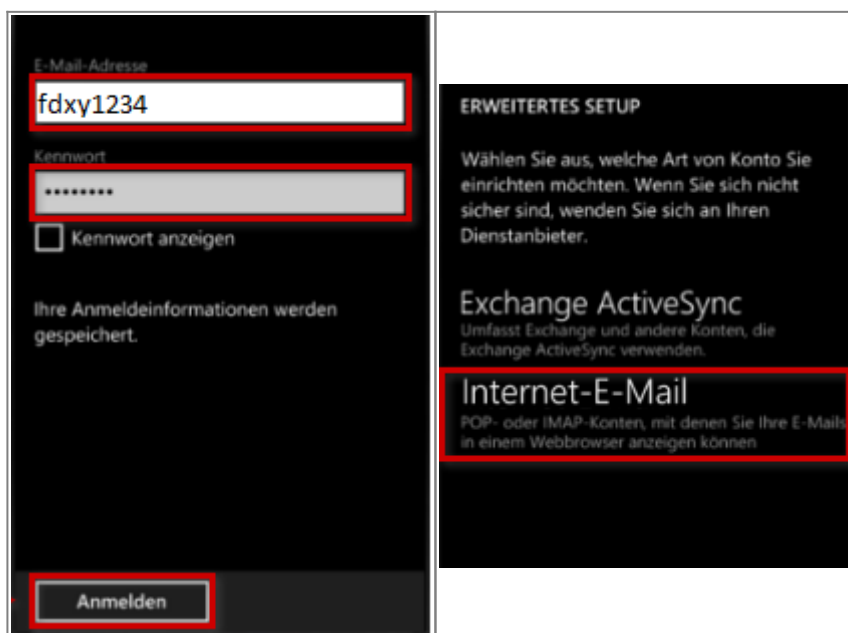 E-Mail-Adresse
fdxy1234
Kennwort
••••••••
Kennwort anzeigen
Ihre Anmeldeinformationen werden
gespeichert.
Anmelden
ERWEITERTES SETUP
Wählen Sie aus, welche Art von Konto Sie
einrichten möchten. Wenn Sie sich nicht
sicher sind, wenden Sie sich an Ihren
Dienstanbieter.
Exchange ActiveSync
Umfasst Exchange und andere Konten, die
Exchange ActiveSync verwenden.
Internet-E-Mail
POP- oder IMAP-Konten, mit denen Sie Ihre E-Mails
in einem Webbrowser anzeigen können